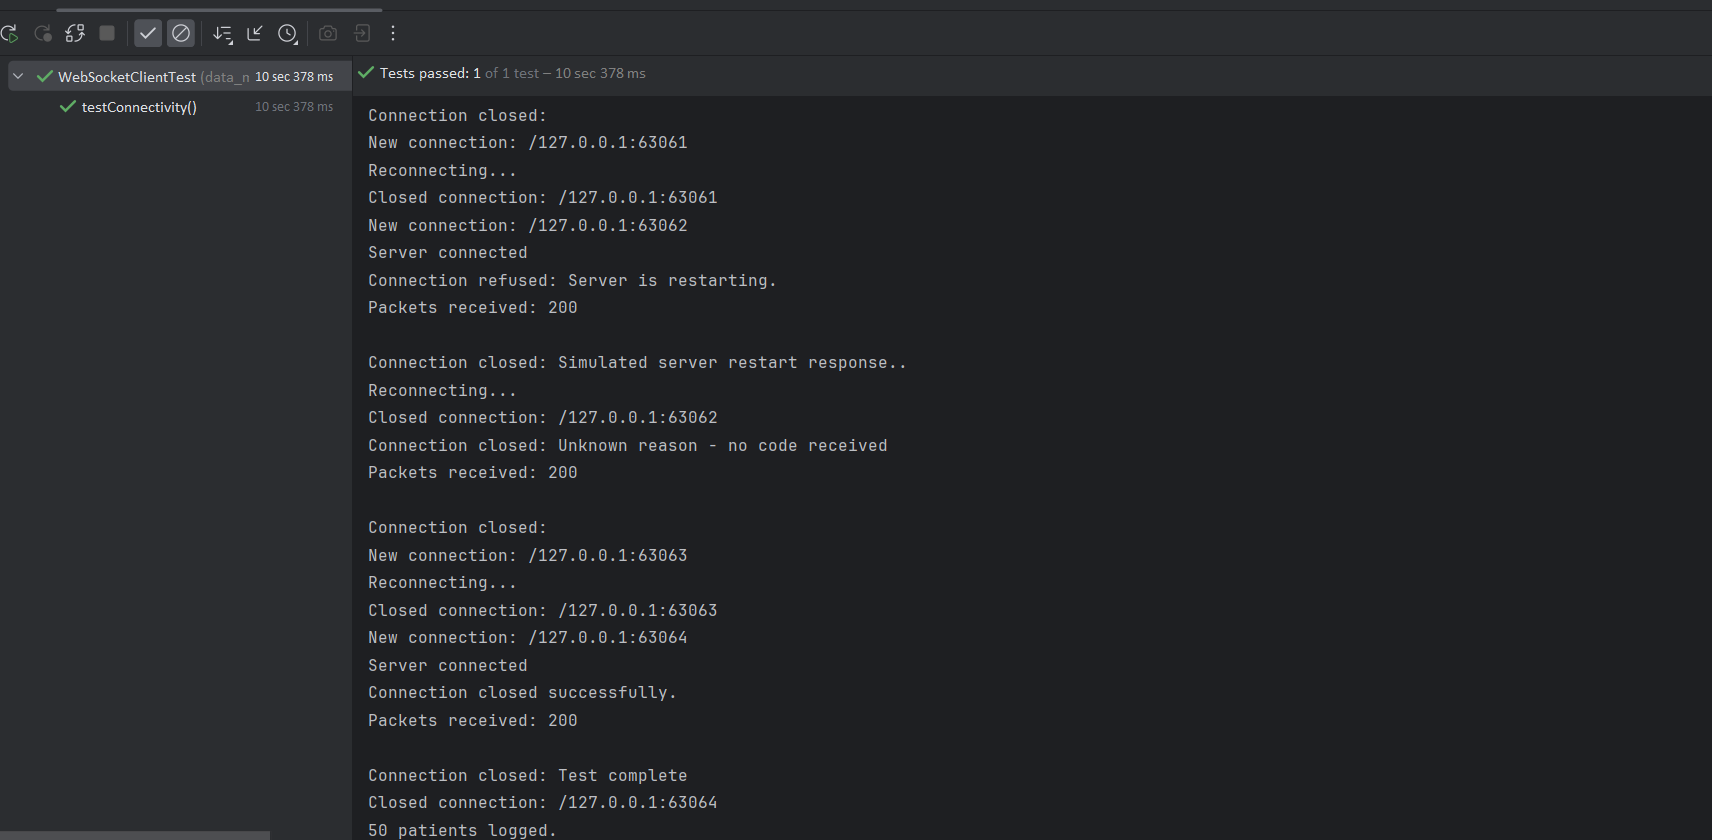 WebSocketClientTest (data_n 10 sec 378 ms
testConnectivity() 10 sec 378 ms
Tests passed: 1 of 1 test – 10 sec 378 ms
Connection closed:
New connection: /127.0.0.1:63061
Reconnecting...
Closed connection: /127.0.0.1:63061
New connection: /127.0.0.1:63062
Server connected
Connection refused: Server is restarting.
Packets received: 200
Connection closed: Simulated server restart response..
Reconnecting...
Closed connection: /127.0.0.1:63062
Connection closed: Unknown reason - no code received
Packets received: 200
Connection closed:
New connection: /127.0.0.1:63063
Reconnecting...
Closed connection: /127.0.0.1:63063
New connection: /127.0.0.1:63064
Server connected
Connection closed successfully.
Packets received: 200
Connection closed: Test complete
Closed connection: /127.0.0.1:63064
50 patients logged.